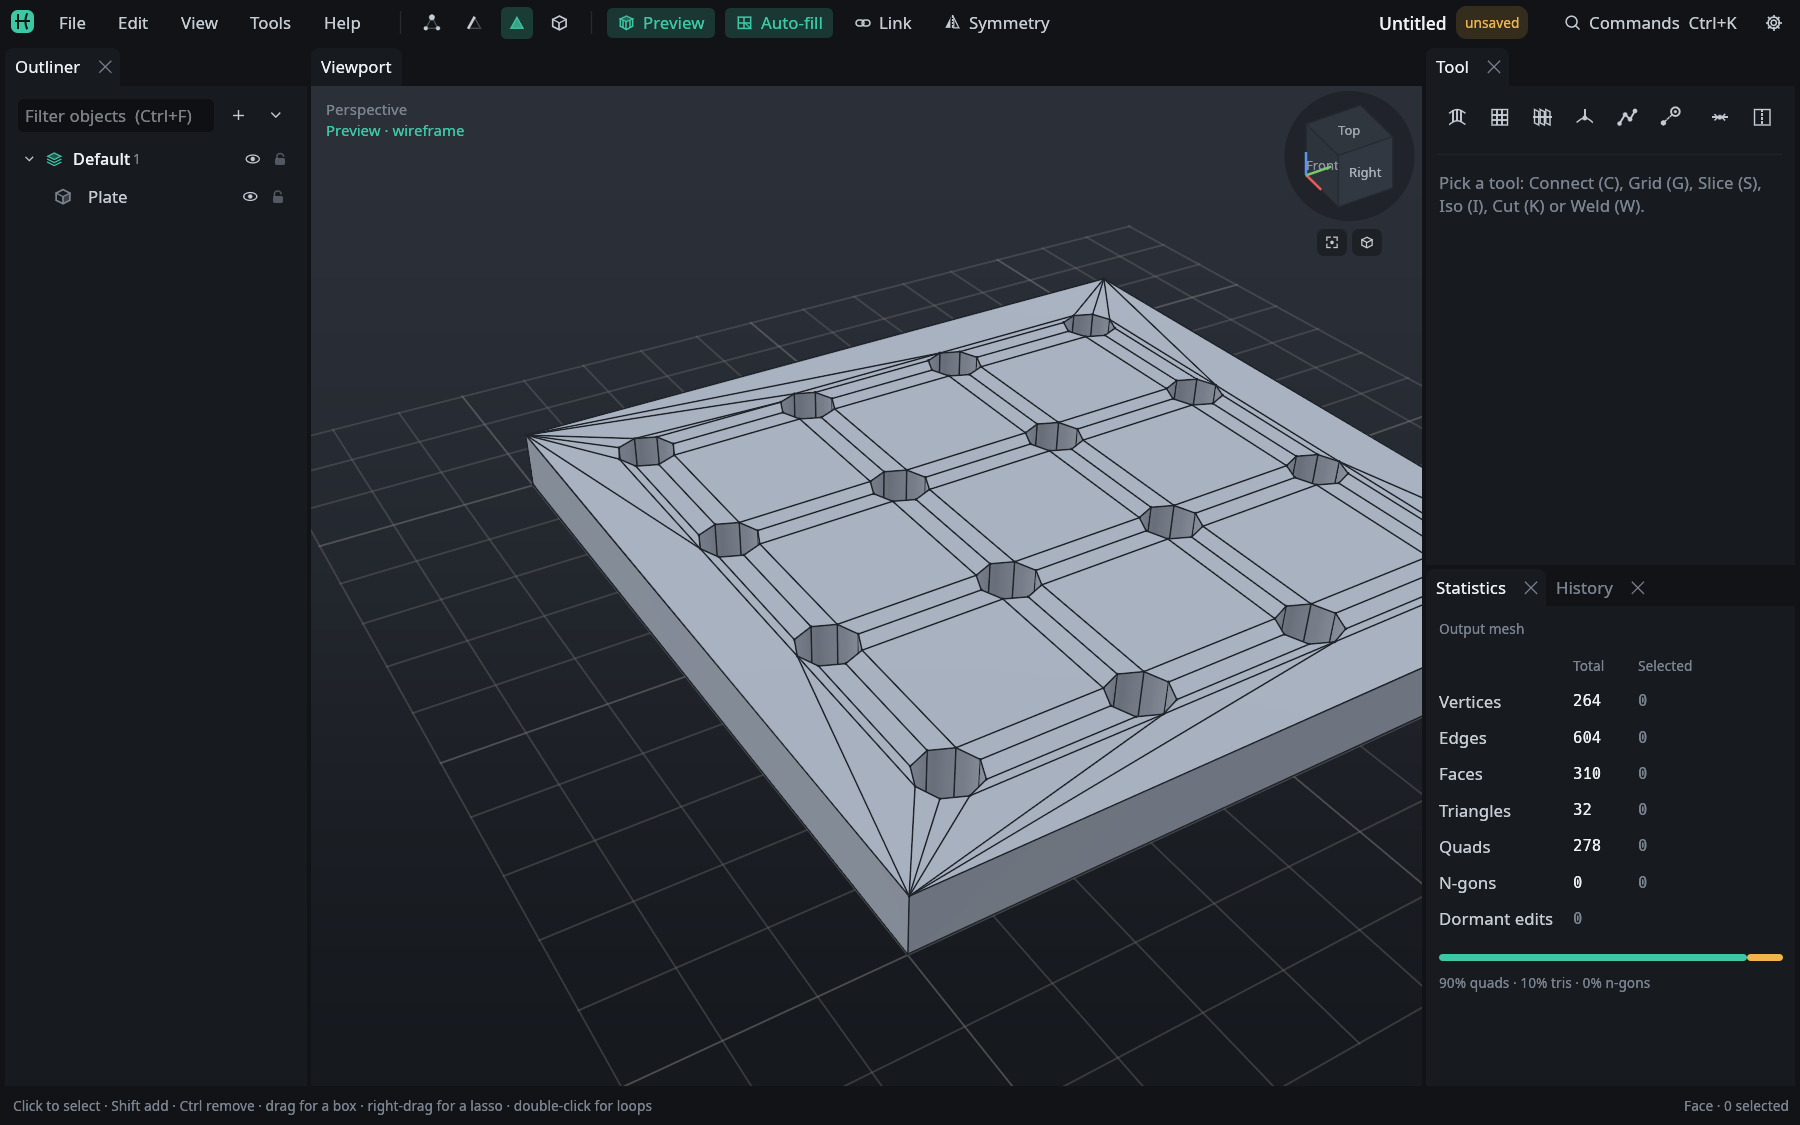 File Edit View Tools Help Preview Auto-fill Link Symmetry Untitled unsaved Commands Ctrl+K
Outliner
Viewport
Tool
Filter objects (Ctrl+F)
Default 1
Plate
Perspective
Preview · wireframe
Top
Front
Right
Pick a tool: Connect (C), Grid (G), Slice (S),
Iso (I), Cut (K) or Weld (W).
Statistics History
Output mesh
Total Selected
Vertices 264 0
Edges 604 0
Faces 310 0
Triangles 32 0
Quads 278 0
N-gons 0 0
Dormant edits 0
90% quads · 10% tris · 0% n-gons
Click to select · Shift add · Ctrl remove · drag for a box · right-drag for a lasso · double-click for loops
Face · 0 selected